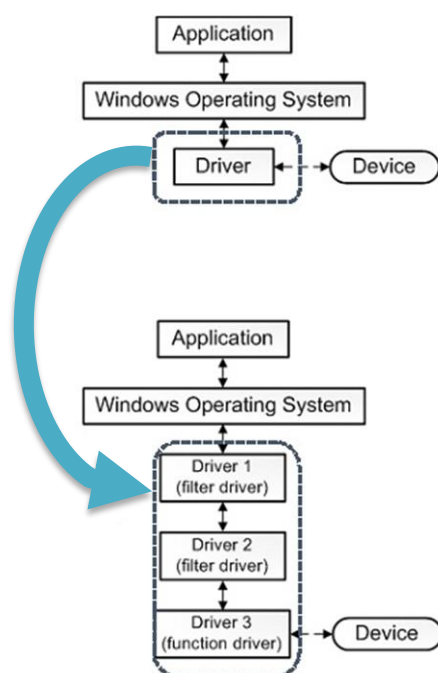 Application
Windows Operating System
Driver
Device
Application
Windows Operating System
Driver 1
(filter driver)
Driver 2
(filter driver)
Driver 3
(function driver)
Device